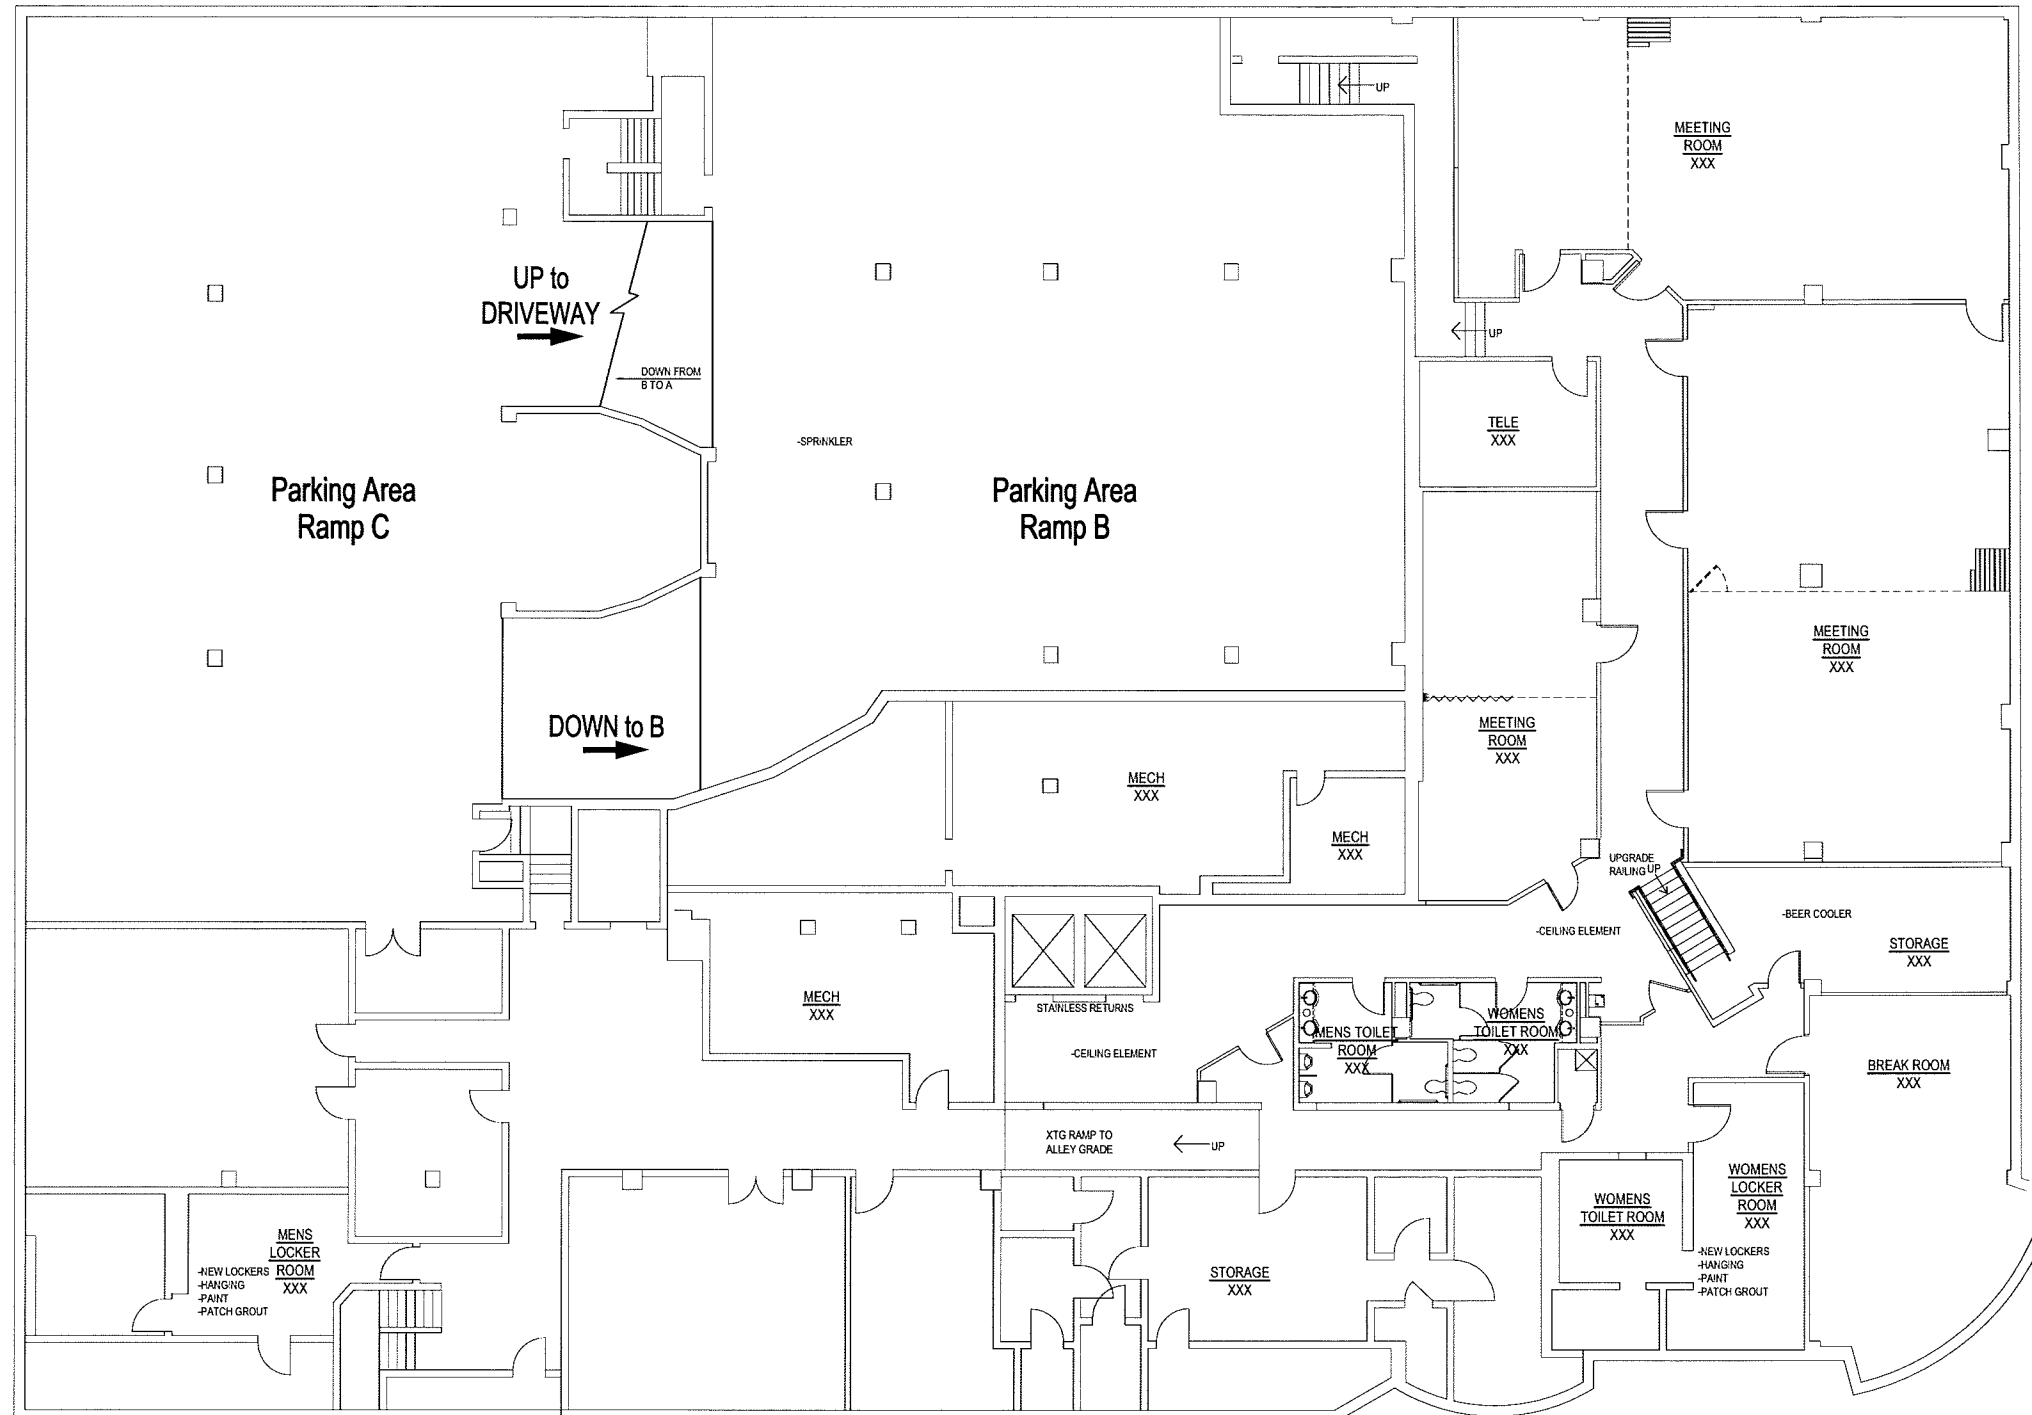 UP
MEETING
ROOM
XXX
UP to
DRIVEWAY
UP
DOWN FROM
B TO A
-SPRINKLER
TELE
XXX
Parking Area
Ramp C
Parking Area
Ramp B
MEETING
ROOM
XXX
DOWN to B
MEETING
ROOM
XXX
MECH
XXX
MECH
XXX
UPGRADE
RAILING
UP
-BEER COOLER
-CEILING ELEMENT
STORAGE
XXX
MECH
XXX
STAINLESS RETURNS
-CEILING ELEMENT
MENS TOILET
ROOM
XXX
WOMENS
TOILET ROOM
XXX
BREAK ROOM
XXX
XTG RAMP TO
ALLEY GRADE
UP
WOMENS
LOCKER
ROOM
XXX
WOMENS
TOILET ROOM
XXX
-NEW LOCKERS
-HANGING
-PAINT
-PATCH GROUT
MENS
LOCKER
ROOM
XXX
-NEW LOCKERS
-HANGING
-PAINT
-PATCH GROUT
STORAGE
XXX